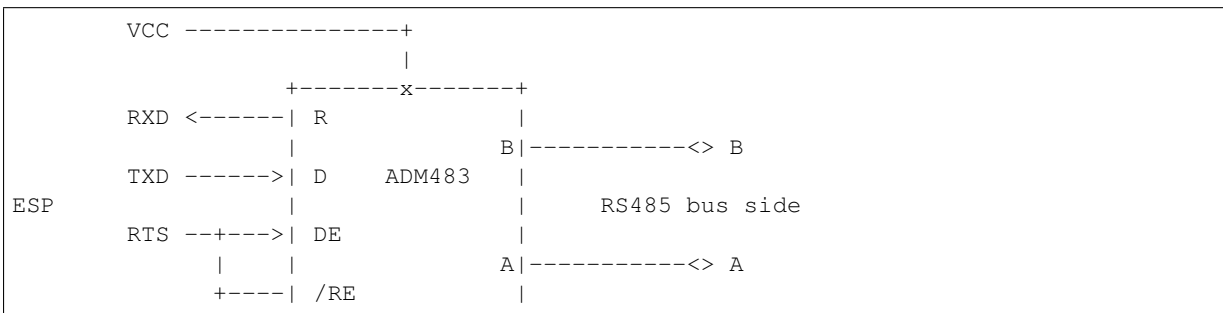 VCC ---------------+
|
+-------x-------+
RXD <------| R |
| B|-----------<> B
TXD ------>| D ADM483 |
ESP | | RS485 bus side
RTS --+--->| DE |
| | A|-----------<> A
+----| /RE |